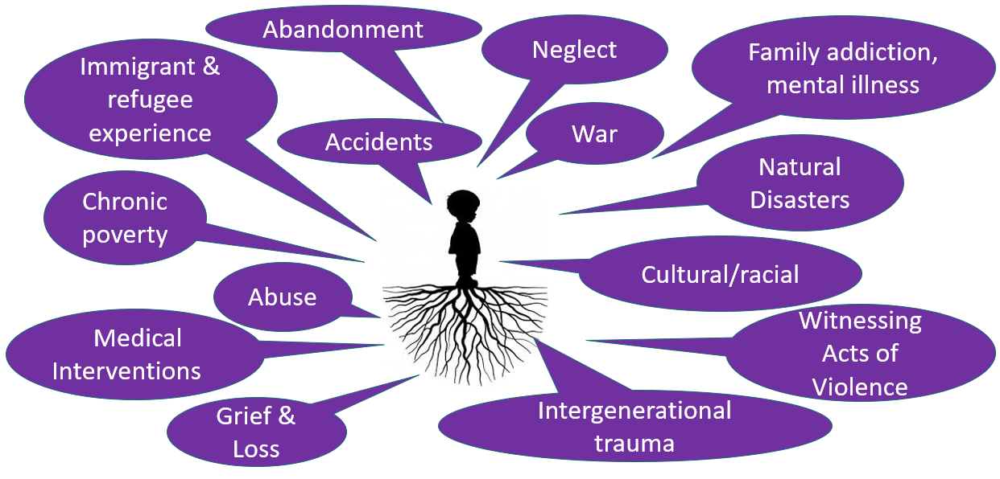 Abandonment
Neglect
Family addiction,
mental illness
Immigrant &
refugee
experience
Accidents
War
Natural
Disasters
Chronic
poverty
Cultural/racial
Abuse
Witnessing
Acts of
Violence
Medical
Interventions
Grief &
Loss
Intergenerational
trauma